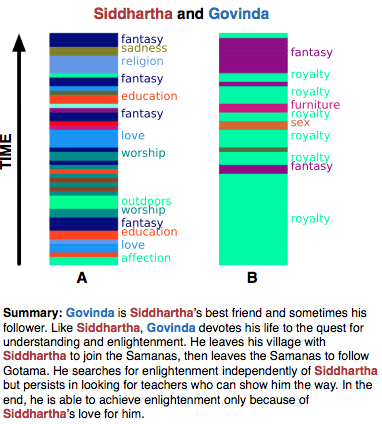 Siddhartha and Govinda
TIME
fantasy
sadness
religion
fantasy
education
fantasy
love
worship
outdoors
worship
fantasy
education
love
affection
A
fantasy
royalty
royalty
furniture
royalty
sex
royalty
royalty
fantasy
royalty
B
Summary: Govinda is Siddhartha's best friend and sometimes his
follower. Like Siddhartha, Govinda devotes his life to the quest for
understanding and enlightenment. He leaves his village with
Siddhartha to join the Samanas, then leaves the Samanas to follow
Gotama. He searches for enlightenment independently of Siddhartha
but persists in looking for teachers who can show him the way. In the
end, he is able to achieve enlightenment only because of
Siddhartha's love for him.